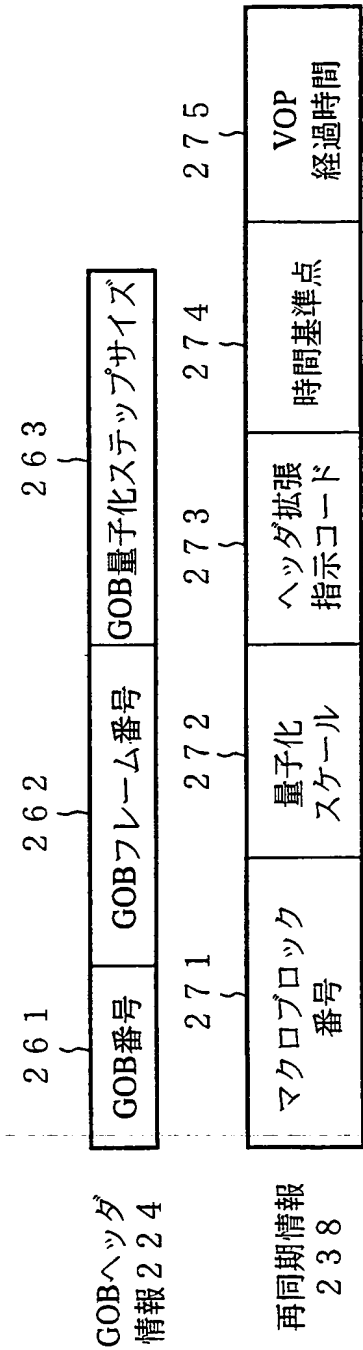 GOBヘッダ
情報224
261
262
263
GOB番号
GOBフレーム番号
GOB量子化ステップサイズ
再同期情報
238
271
272
273
274
275
マクロブロック
番号
量子化
スケール
ヘッダ拡張
指示コード
時間基準点
VOP
経過時間